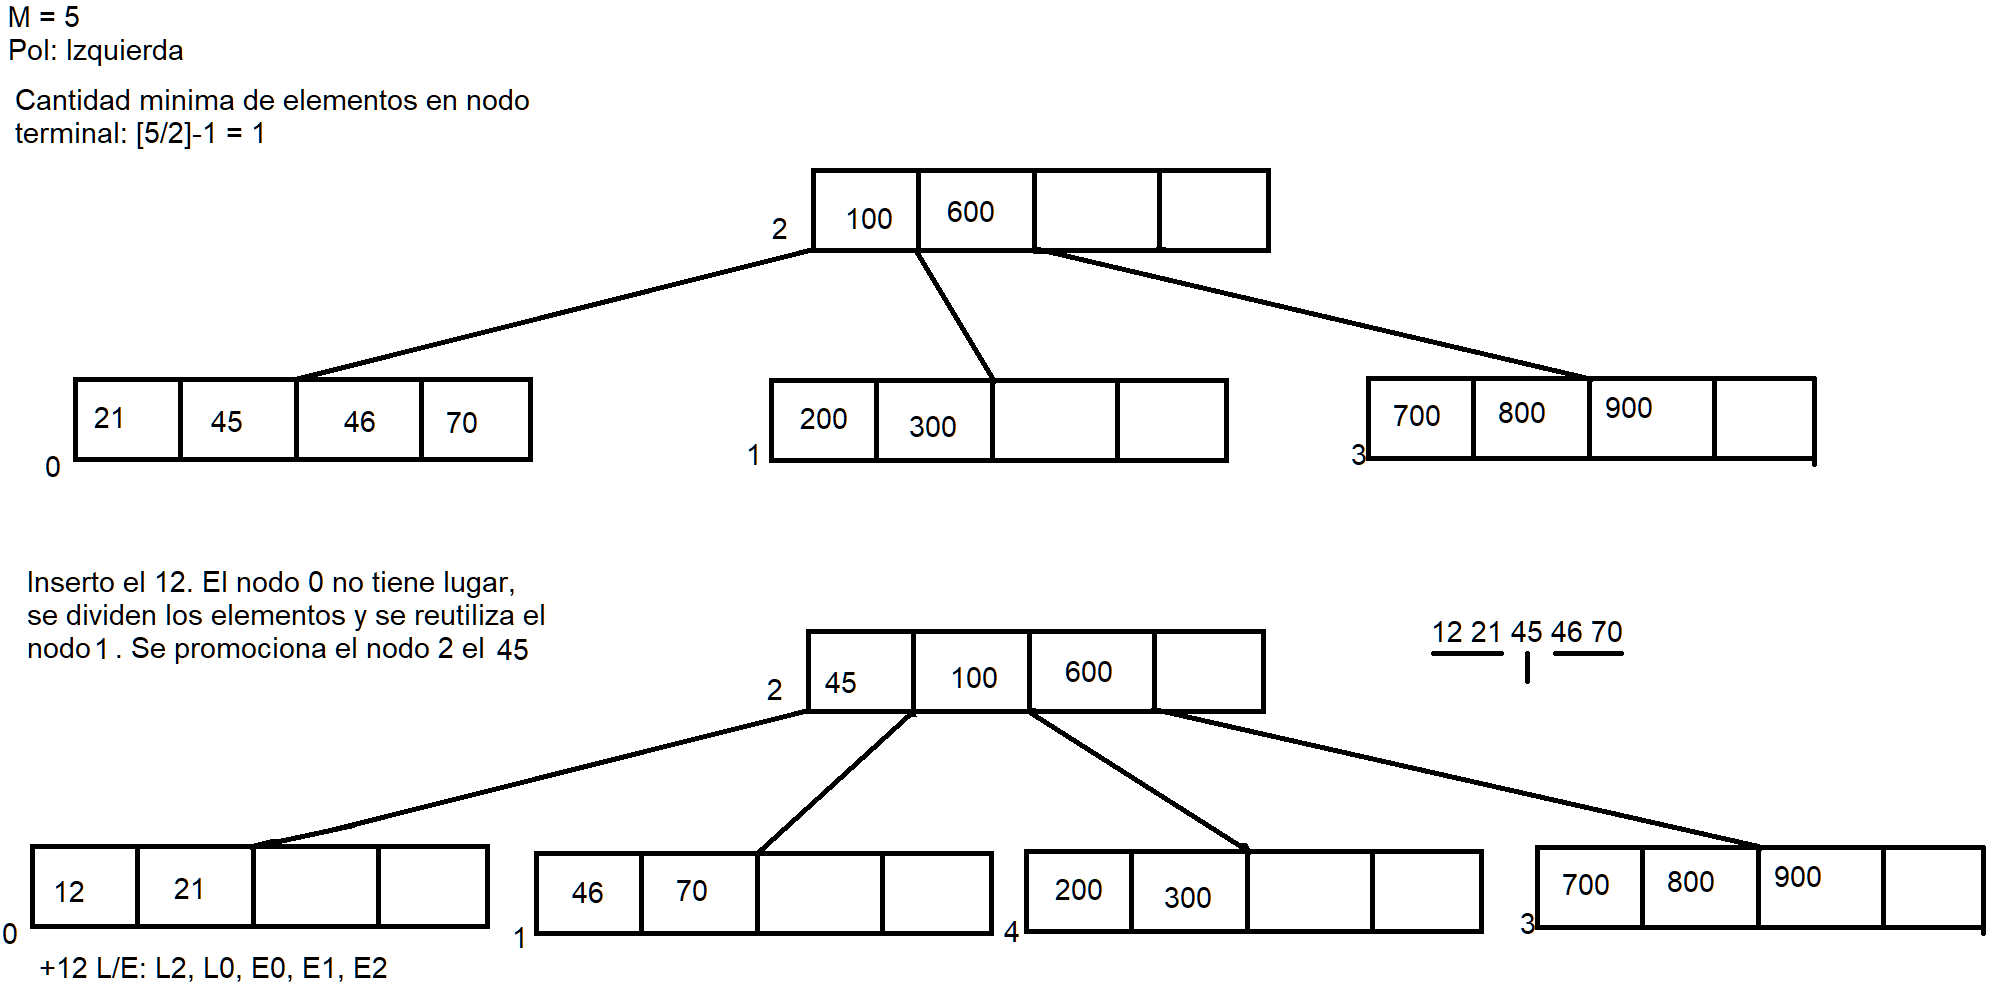 M = 5
Pol: Izquierda
Cantidad minima de elementos en nodo
terminal: [5/2]-1 = 1
2 100 600
0 21 45 46 70
1 200 300
3 700 800 900
Inserto el 12. El nodo 0 no tiene lugar,
se dividen los elementos y se reutiliza el
nodo 1 . Se promociona el nodo 2 el 45
12 21 45 46 70
2 45 100 600
0 12 21
1 46 70
4 200 300
3 700 800 900
+12 L/E: L2, L0, E0, E1, E2